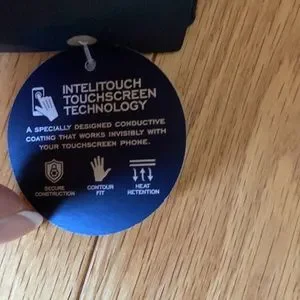 INTELITOUCH
TOUCHSCREEN
TECHNOLOGY
A SPECIALLY DESIGNED CONDUCTIVE
COATING THAT WORKS INVISIBLY WITH
YOUR TOUCHSCREEN PHONE.
SECURE
CONSTRUCTION
CONTOUR
FIT
HEAT
RETENTION